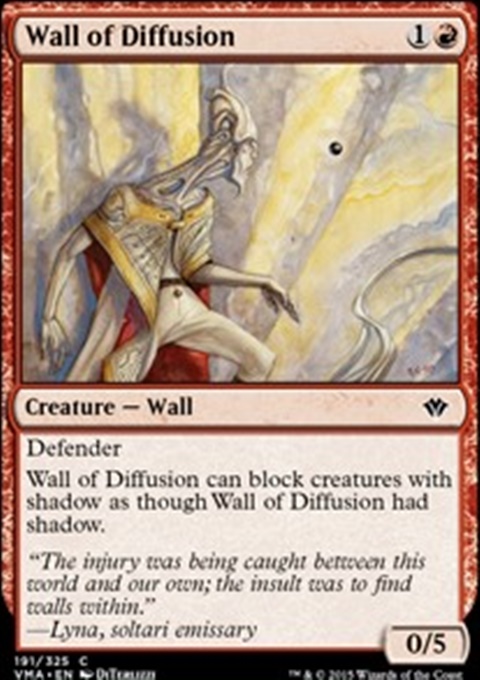 Wall of Diffusion 1
Creature — Wall
Defender
Wall of Diffusion can block creatures with
shadow as though Wall of Diffusion had
shadow.
“The injury was being caught between this
world and our own; the insult was to find
walls within.”
—Lyna, soltari emissary
0/5
191/325 C
VMA • EN DiTerlizzi
™ & © 2015 Wizards of the Coast